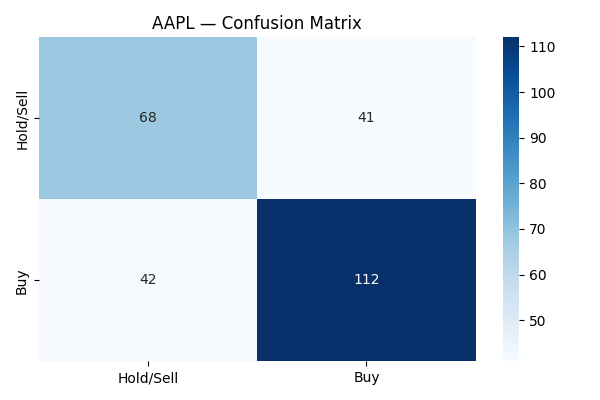 AAPL — Confusion Matrix
Hold/Sell
68
41
Buy
42
112
Hold/Sell
Buy
110
100
90
80
70
60
50